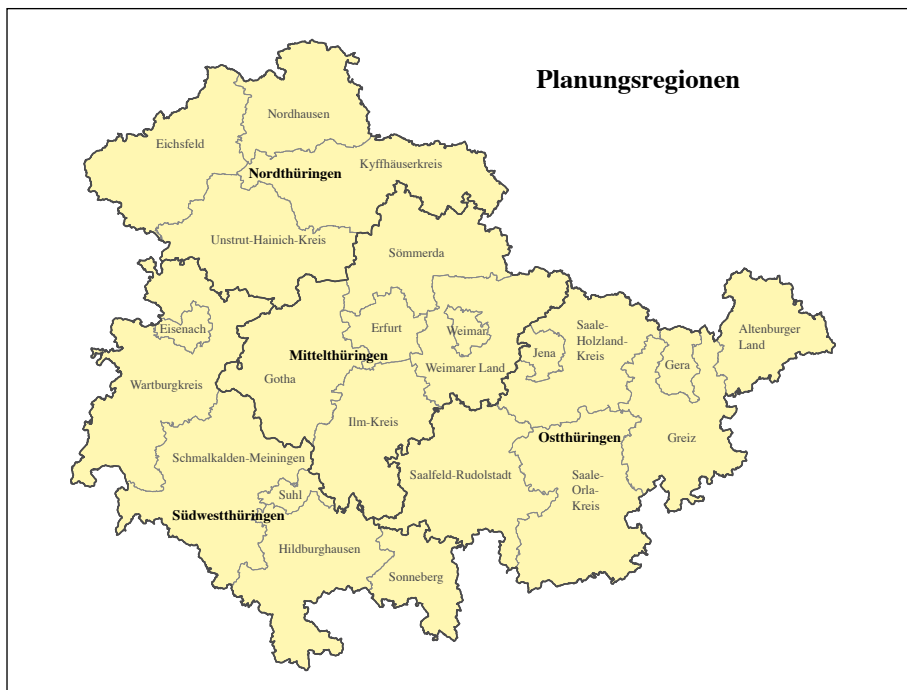 Planungsregionen
Nordhausen
Eichsfeld
Kyffhäuserkreis
Nordthüringen
Unstrut-Hainich-Kreis
Sömmerda
Eisenach
Erfurt
Weimar
Saale-
Holzland-
Kreis
Altenburger
Land
Mittelthüringen
Jena
Gera
Weimarer Land
Gotha
Wartburgkreis
Ilm-Kreis
Ostthüringen
Greiz
Schmalkalden-Meiningen
Saalfeld-Rudolstadt
Saale-
Orla-
Kreis
Suhl
Südwestthüringen
Hildburghausen
Sonneberg